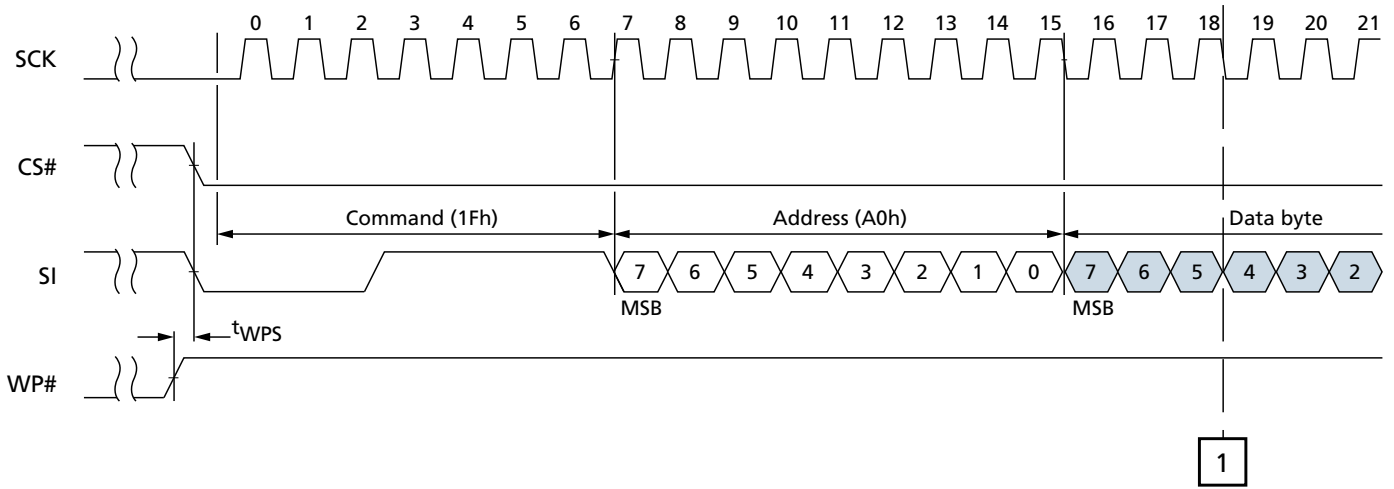 0 1 2 3 4 5 6 7 8 9 10 11 12 13 14 15 16 17 18 19 20 21
SCK
CS#
Command (1Fh) Address (A0h) Data byte
SI 7 6 5 4 3 2 1 0 7 6 5 4 3 2
MSB MSB
tWPS
WP#
1